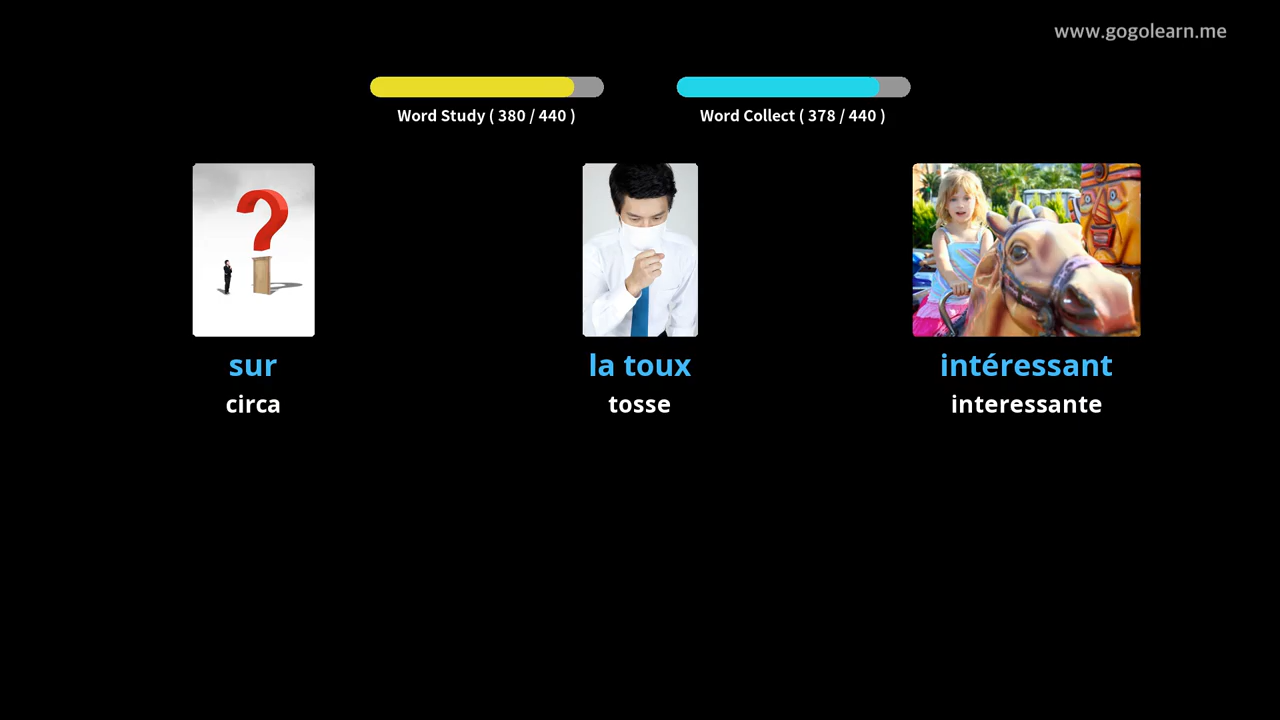 www.gogolearn.me
Word Study ( 380 / 440 )
Word Collect ( 378 / 440 )
sur
circa
la toux
tosse
intéressant
interessante